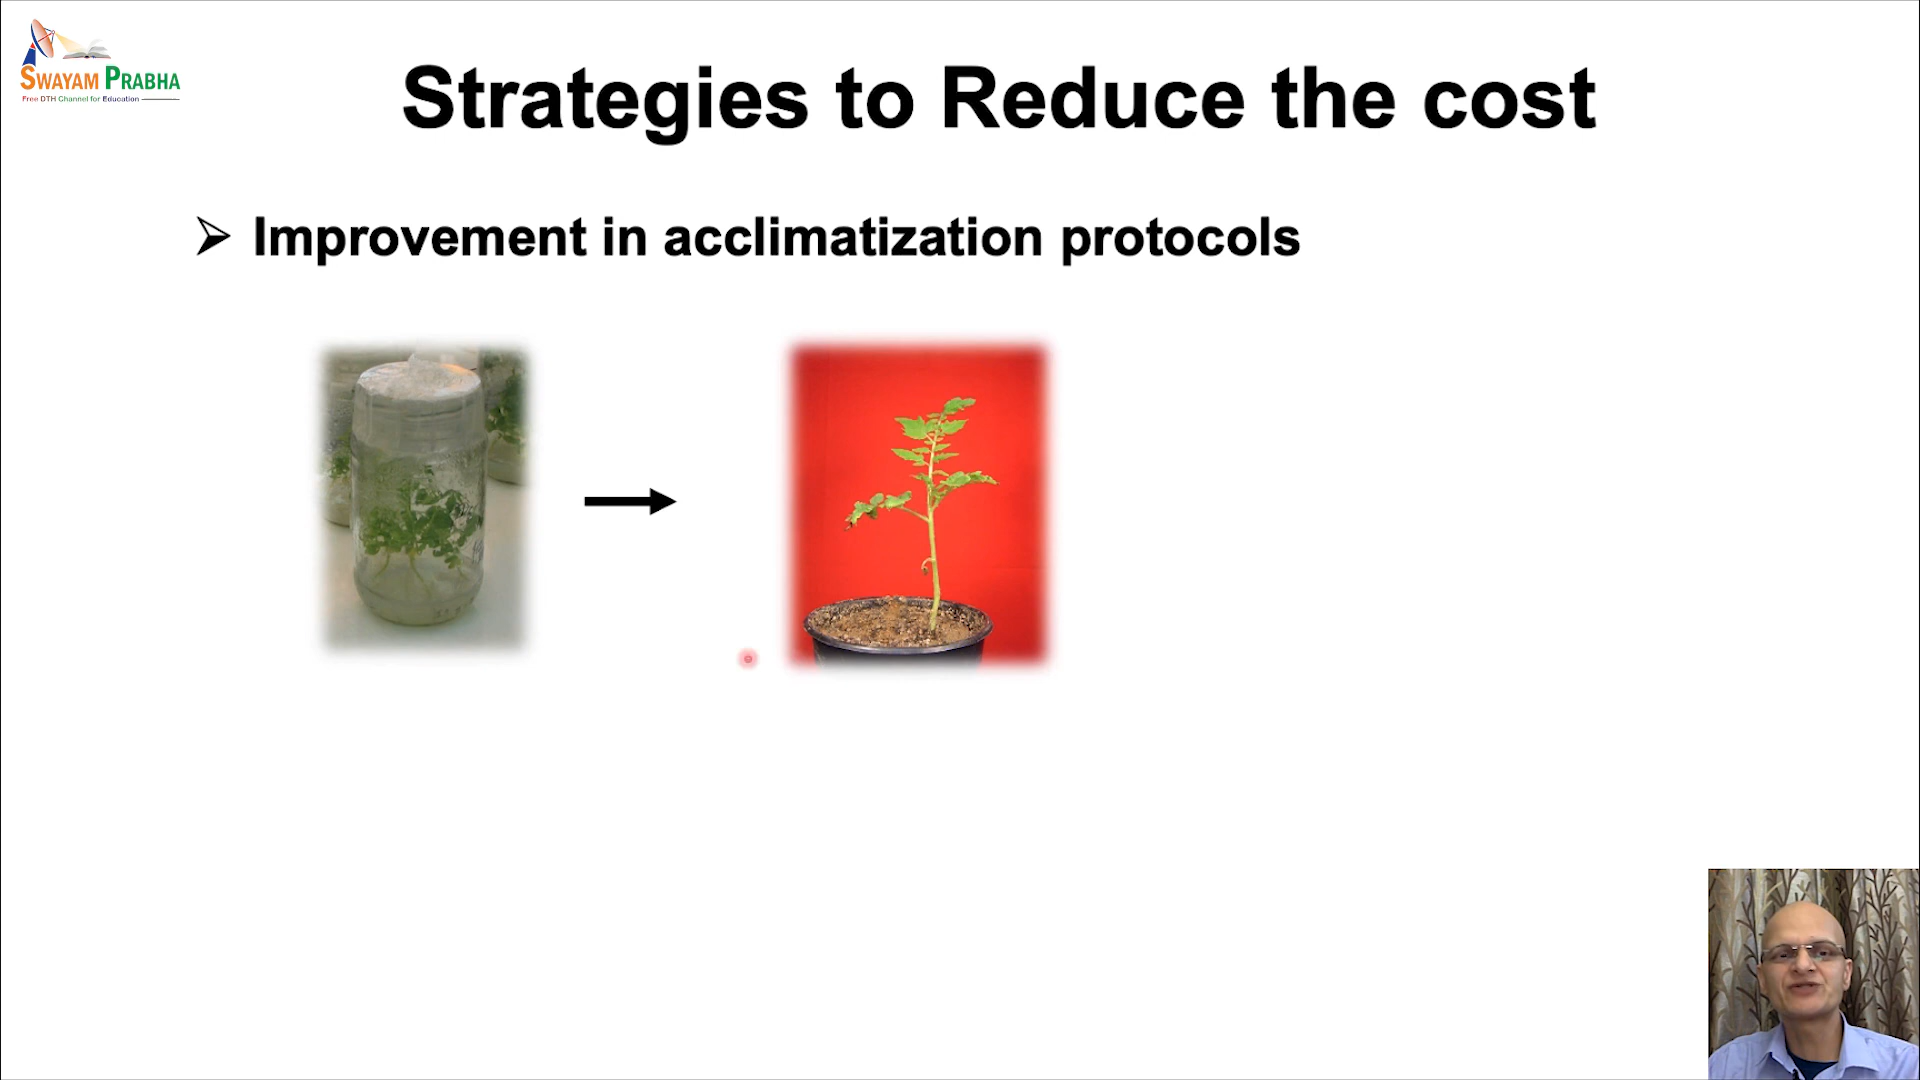 SWAYAM PRABHA
Free DTH Channel for Education
Strategies to Reduce the cost
Improvement in acclimatization protocols